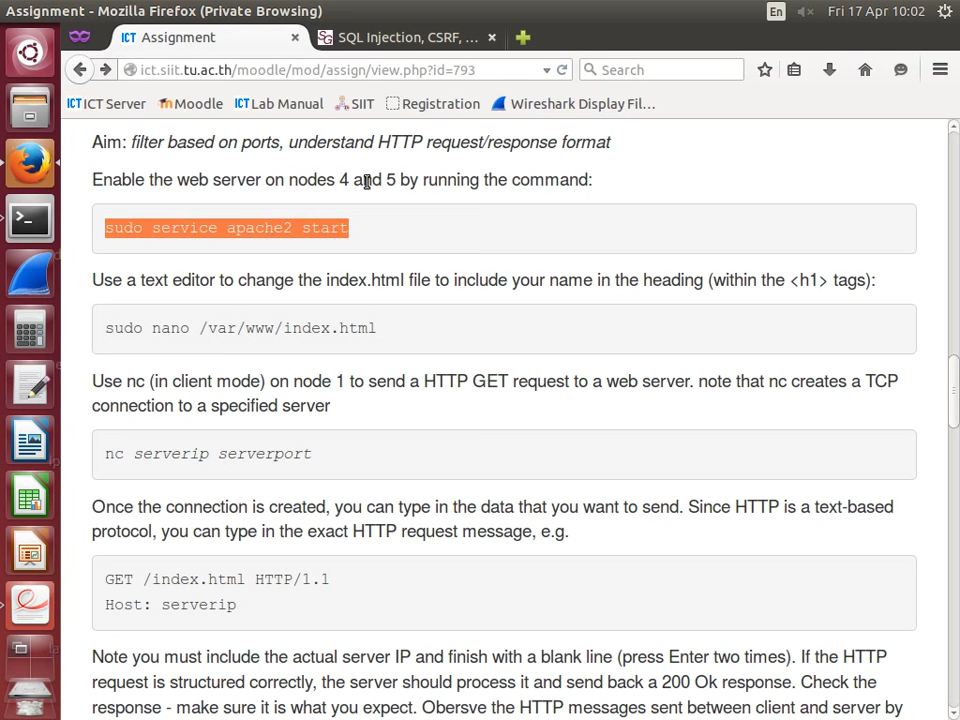 Assignment - Mozilla Firefox (Private Browsing)
En
Fri 17 Apr 10:02
ICT Assignment
SG SQL Injection, CSRF, ...
ict.siit.tu.ac.th/moodle/mod/assign/view.php?id=793
Search
ICT ICT Server
Moodle
ICT Lab Manual
SIIT
Registration
Wireshark Display Fil...
Aim: filter based on ports, understand HTTP request/response format
Enable the web server on nodes 4 and 5 by running the command:
sudo service apache2 start
Use a text editor to change the index.html file to include your name in the heading (within the <h1> tags):
sudo nano /var/www/index.html
Use nc (in client mode) on node 1 to send a HTTP GET request to a web server. note that nc creates a TCP
connection to a specified server
nc serverip serverport
Once the connection is created, you can type in the data that you want to send. Since HTTP is a text-based
protocol, you can type in the exact HTTP request message, e.g.
GET /index.html HTTP/1.1
Host: serverip
Note you must include the actual server IP and finish with a blank line (press Enter two times). If the HTTP
request is structured correctly, the server should process it and send back a 200 Ok response. Check the
response - make sure it is what you expect. Obersve the HTTP messages sent between client and server by